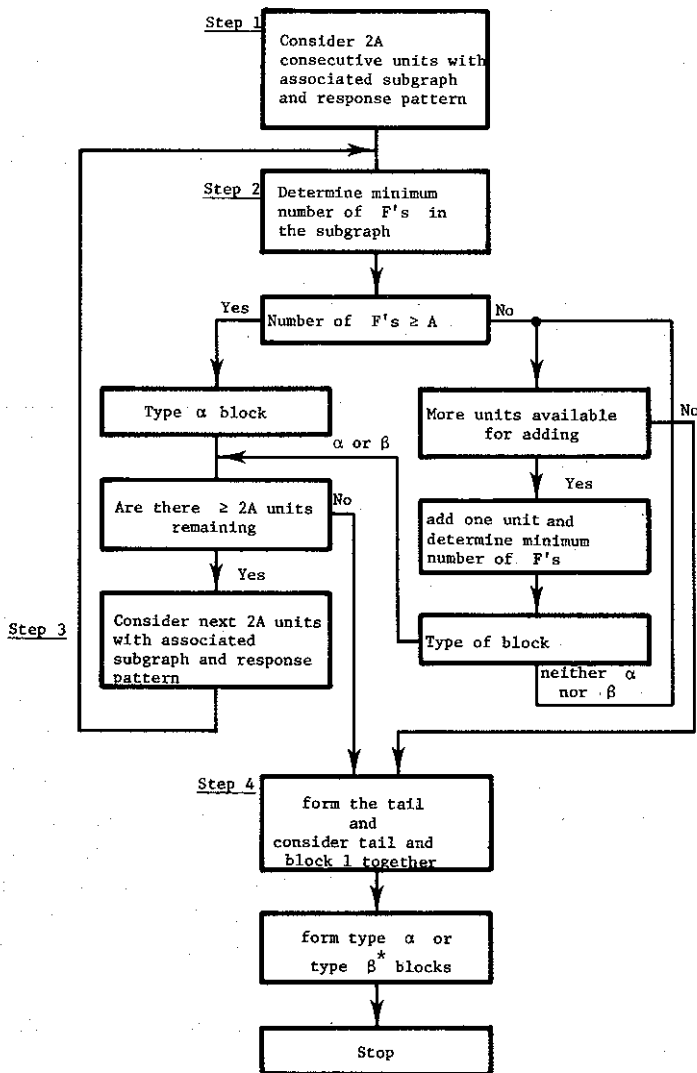 Step 1
Consider 2A
consecutive units with
associated subgraph
and response pattern
Step 2
Determine minimum
number of F's in
the subgraph
Yes
Number of F's ≥ A
No
Type α block
More units available
for adding
No
α or β
Are there ≥ 2A units
remaining
No
Yes
add one unit and
determine minimum
number of F's
Yes
Step 3
Consider next 2A units
with associated
subgraph and response
pattern
Type of block
neither α
nor β
Step 4
form the tail
and
consider tail and
block 1 together
form type α or
type β* blocks
Stop